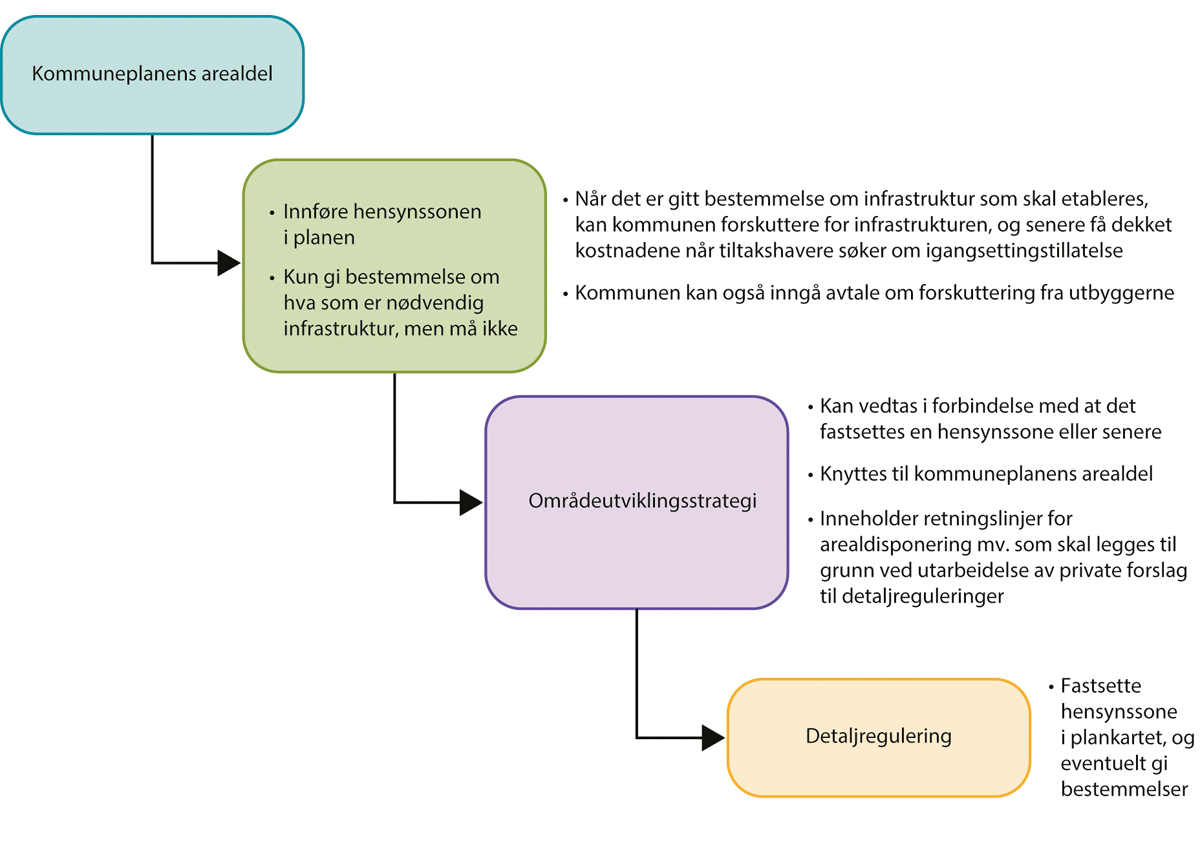 Kommuneplanens arealdel
• Innføre hensynssonen
i planen
• Kun gi bestemmelse om
hva som er nødvendig
infrastruktur, men må ikke
• Når det er gitt bestemmelse om infrastruktur som skal etableres,
kan kommunen forskuttere for infrastrukturen, og senere få dekket
kostnadene når tiltakshavere søker om igangsettingstillatelse
• Kommunen kan også inngå avtale om forskuttering fra utbyggerne
Områdeutviklingsstrategi
• Kan vedtas i forbindelse med at det
fastsettes en hensynssone eller senere
• Knyttes til kommuneplanens arealdel
• Inneholder retningslinjer for
arealdisponering mv. som skal legges til
grunn ved utarbeidelse av private forslag
til detaljreguleringer
Detaljregulering
• Fastsette
hensynssone
i plankartet, og
eventuelt gi
bestemmelser